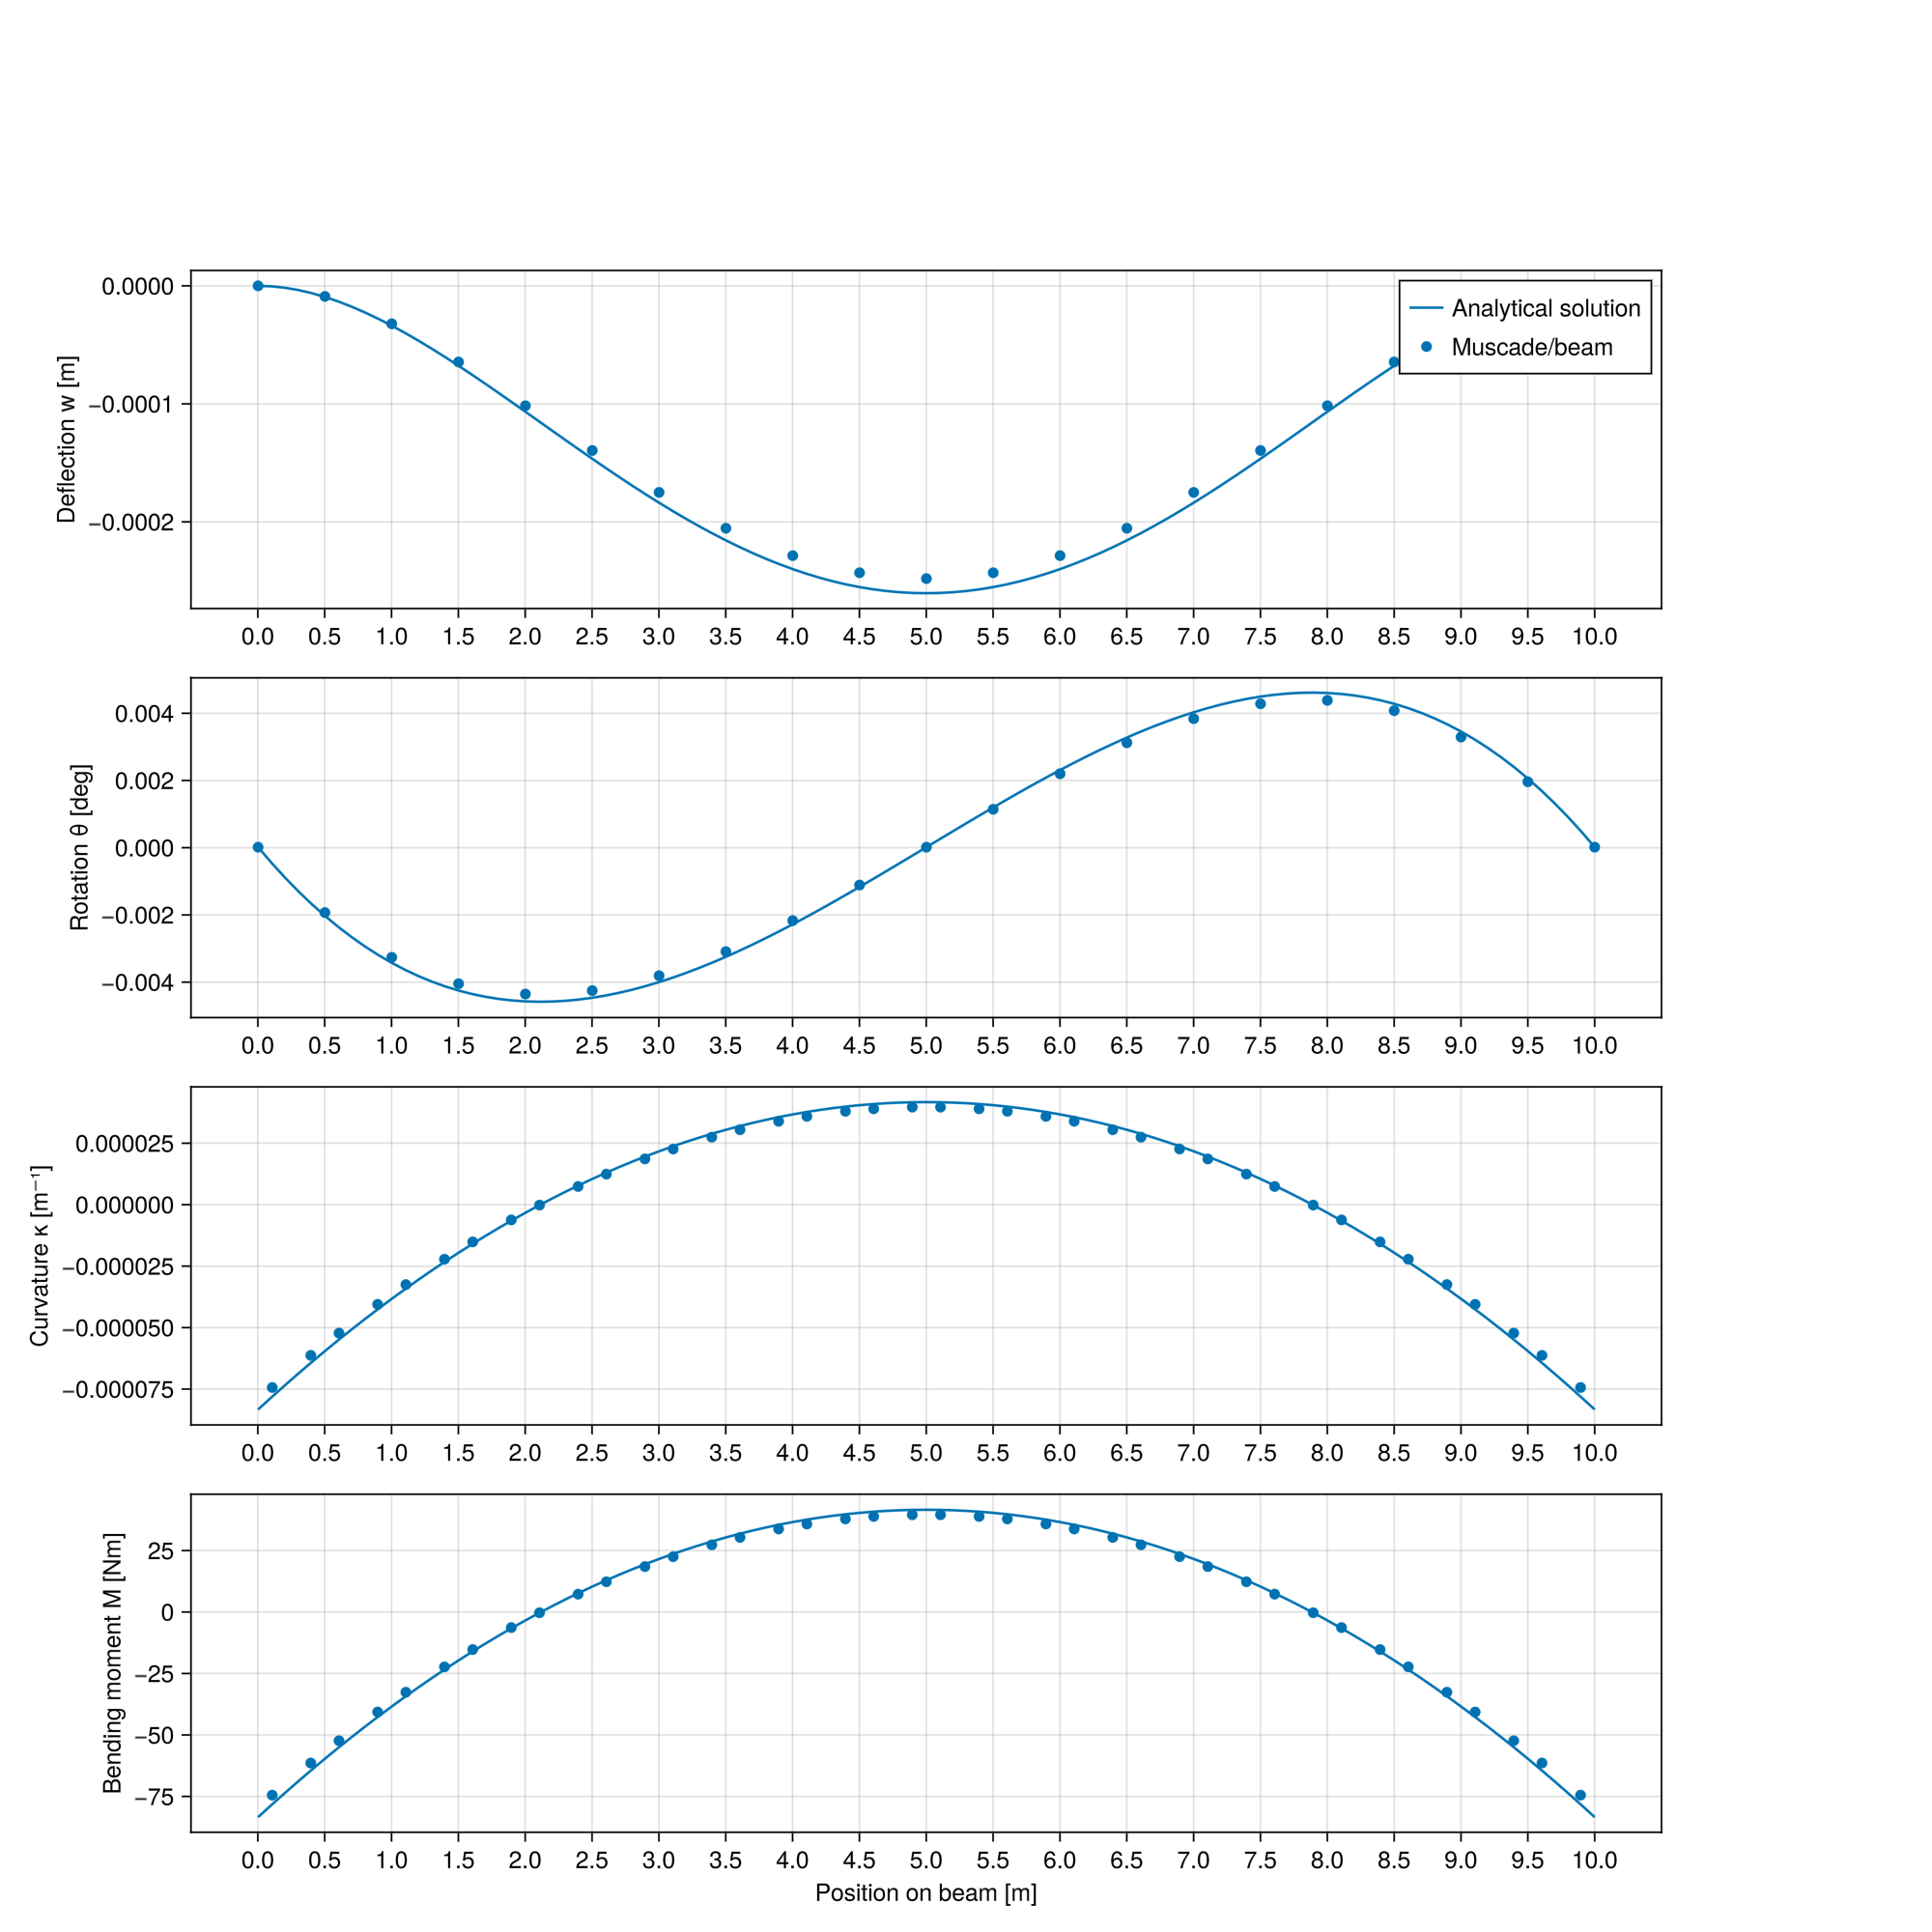 0.0000
−0.0001
−0.0002
Deflection w [m]
Analytical solution
Muscade/beam
0.0 0.5 1.0 1.5 2.0 2.5 3.0 3.5 4.0 4.5 5.0 5.5 6.0 6.5 7.0 7.5 8.0 8.5 9.0 9.5 10.0
0.004
0.002
0.000
−0.002
−0.004
Rotation θ [deg]
0.0 0.5 1.0 1.5 2.0 2.5 3.0 3.5 4.0 4.5 5.0 5.5 6.0 6.5 7.0 7.5 8.0 8.5 9.0 9.5 10.0
0.000025
0.000000
−0.000025
−0.000050
−0.000075
Curvature κ [m⁻¹]
0.0 0.5 1.0 1.5 2.0 2.5 3.0 3.5 4.0 4.5 5.0 5.5 6.0 6.5 7.0 7.5 8.0 8.5 9.0 9.5 10.0
25
0
−25
−50
−75
Bending moment M [Nm]
0.0 0.5 1.0 1.5 2.0 2.5 3.0 3.5 4.0 4.5 5.0 5.5 6.0 6.5 7.0 7.5 8.0 8.5 9.0 9.5 10.0
Position on beam [m]